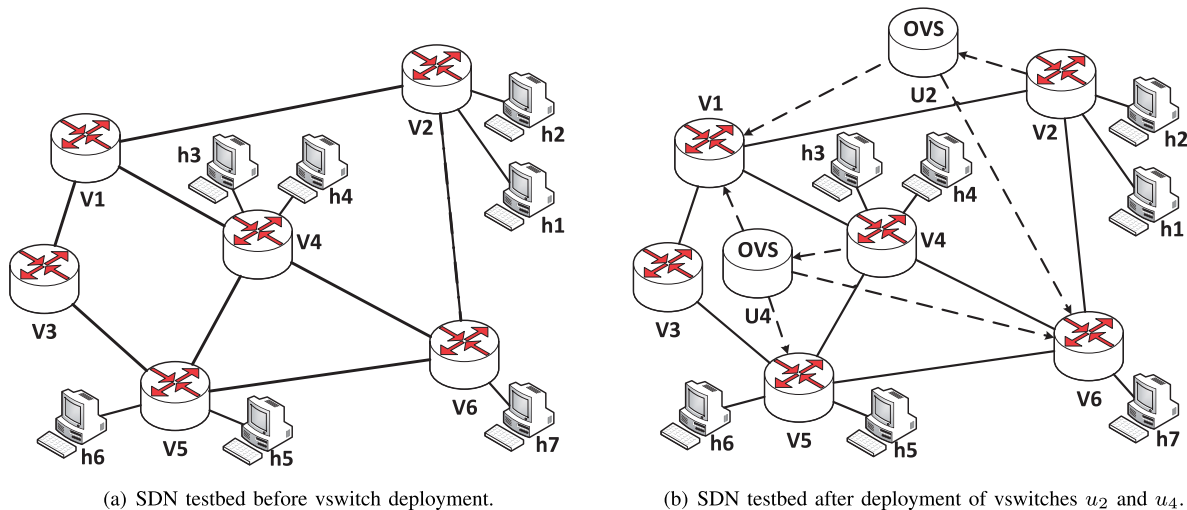 V1
V2
h2
h1
h3
h4
V4
V3
V5
V6
h6
h5
h7
(a) SDN testbed before vswitch deployment.
OVS
U2
V1
V2
h2
h1
h3
h4
V4
OVS
U4
V3
V5
V6
h6
h5
h7
(b) SDN testbed after deployment of vswitches u₂ and u₄.